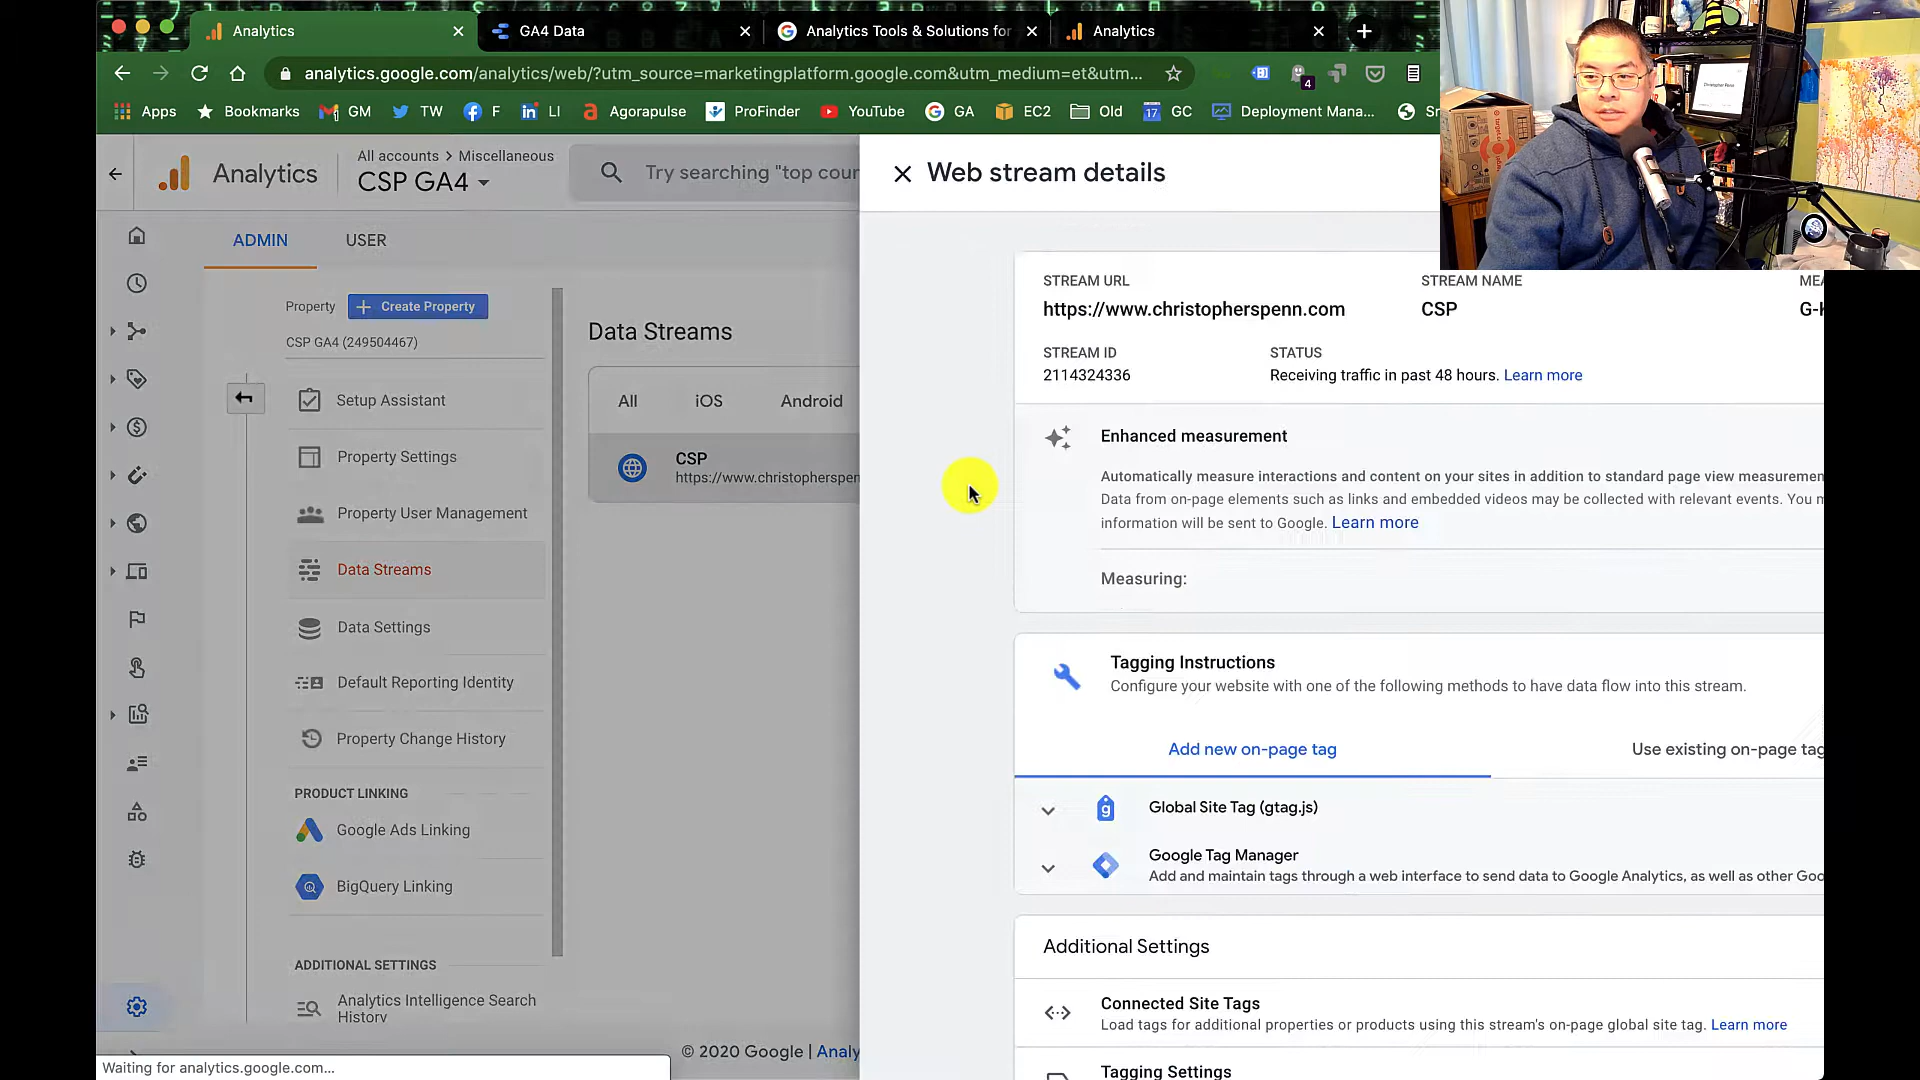 Analytics
GA4 Data
Analytics Tools & Solutions for
Analytics
analytics.google.com/analytics/web/?utm_source=marketingplatform.google.com&utm_medium=et&utm...
4
Apps
Bookmarks
GM
TW
F
LI
Agorapulse
ProFinder
YouTube
GA
EC2
Old
17
GC
Deployment Mana...
Analytics
All accounts > Miscellaneous
CSP GA4
Try searching "top cour
Web stream details
ADMIN
USER
Property
+ Create Property
CSP GA4 (249504467)
Setup Assistant
Property Settings
Property User Management
Data Streams
Data Settings
Default Reporting Identity
Property Change History
PRODUCT LINKING
Google Ads Linking
BigQuery Linking
ADDITIONAL SETTINGS
Analytics Intelligence Search
History
Data Streams
All
iOS
Android
CSP
https://www.christopherspen
© 2020 Google | Analy
Waiting for analytics.google.com...
STREAM URL
https://www.christopherspenn.com
STREAM NAME
CSP
MEA
G-K
STREAM ID
2114324336
STATUS
Receiving traffic in past 48 hours. Learn more
Enhanced measurement
Automatically measure interactions and content on your sites in addition to standard page view measuremen
Data from on-page elements such as links and embedded videos may be collected with relevant events. You m
information will be sent to Google. Learn more
Measuring:
Tagging Instructions
Configure your website with one of the following methods to have data flow into this stream.
Add new on-page tag
Use existing on-page tag
g
Global Site Tag (gtag.js)
Google Tag Manager
Add and maintain tags through a web interface to send data to Google Analytics, as well as other Goo
Additional Settings
Connected Site Tags
Load tags for additional properties or products using this stream's on-page global site tag. Learn more
Tagging Settings